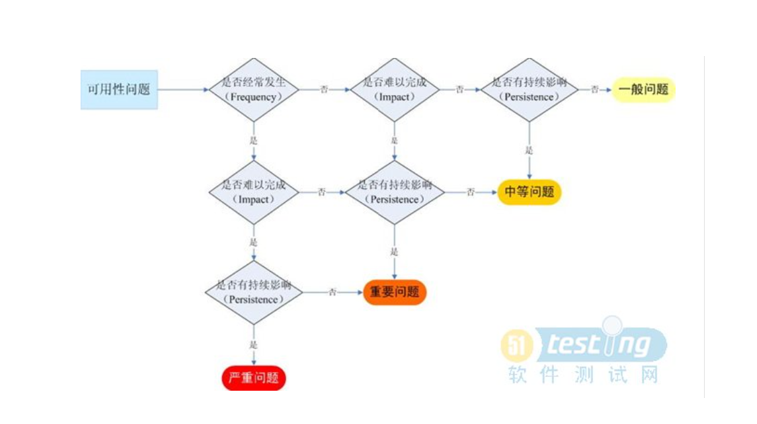 可用性问题
是否经常发生
(Frequency)
否
是否难以完成
(Impact)
否
是否有持续影响
(Persistence)
否
一般问题
是
是
是
是否难以完成
(Impact)
否
是否有持续影响
(Persistence)
否
中等问题
是
是
是否有持续影响
(Persistence)
否
重要问题
是
严重问题
51 testing
软件测试网